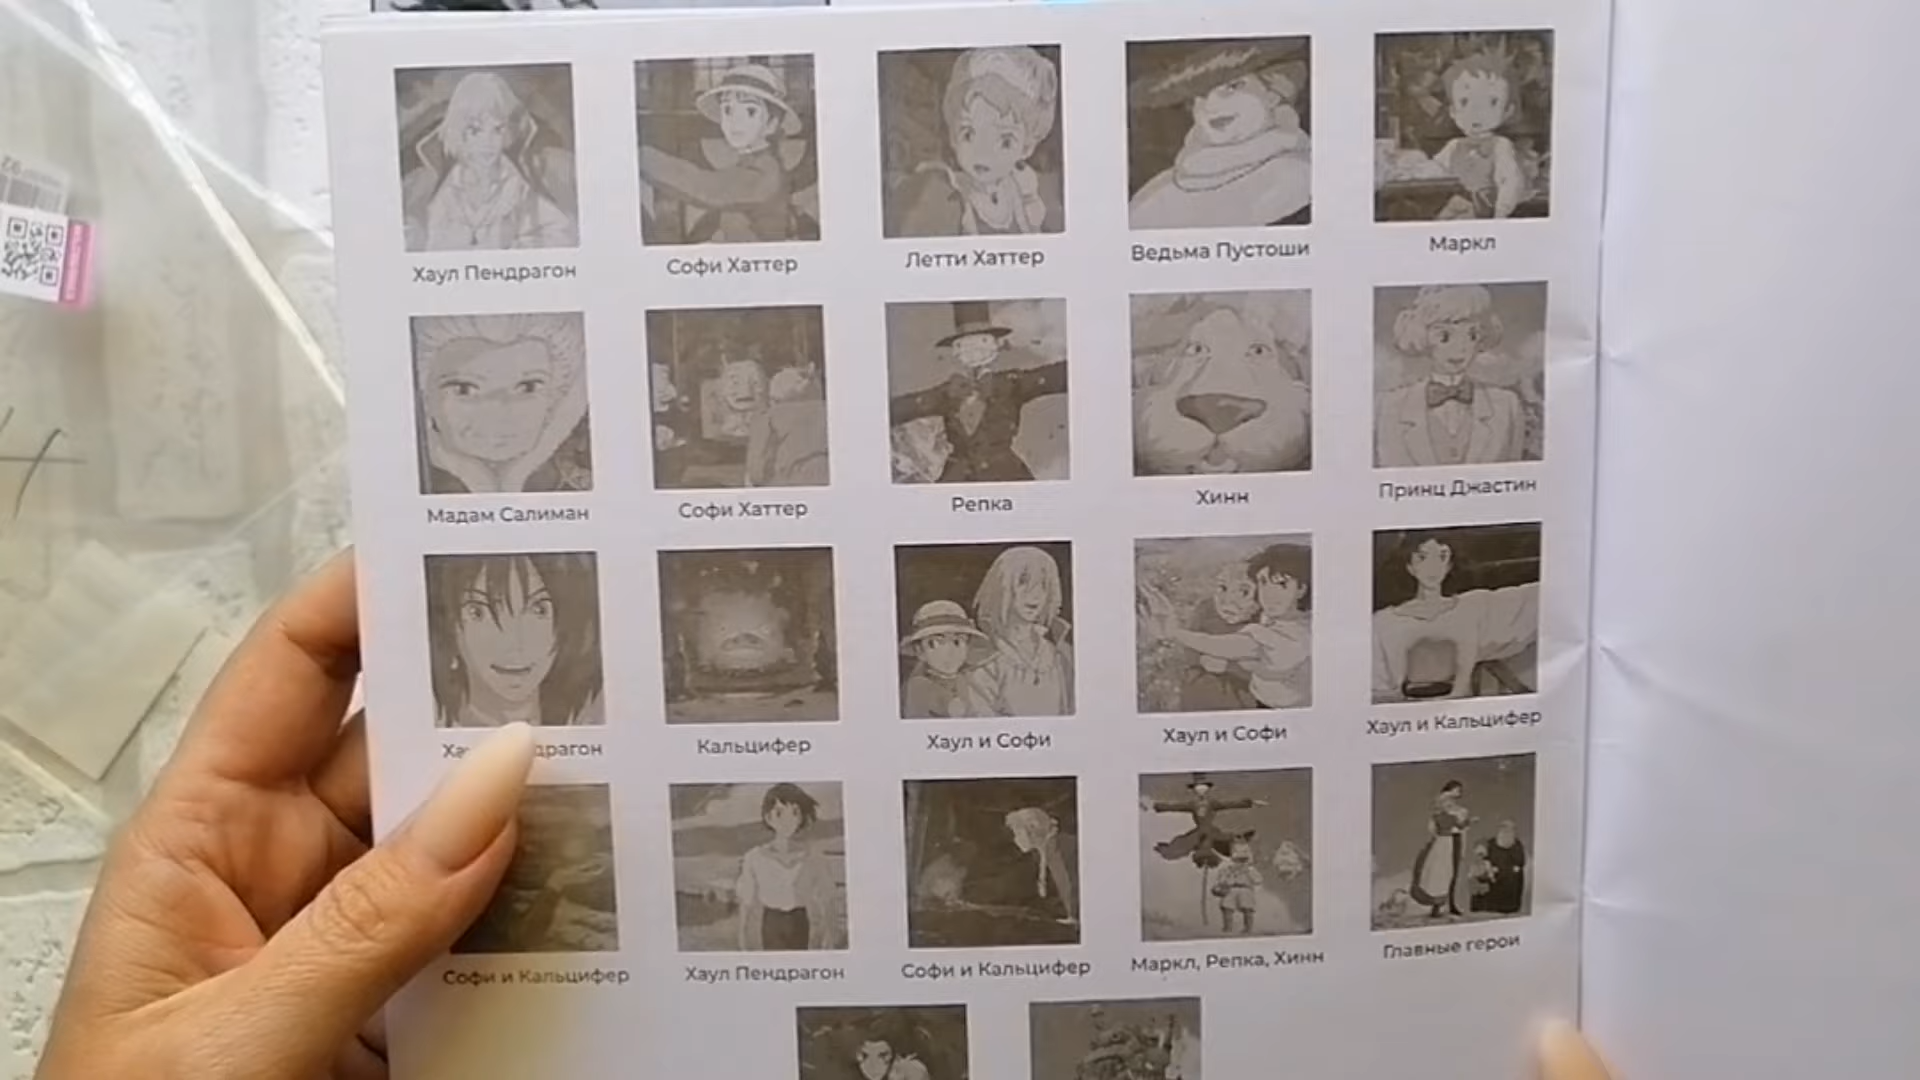 Хаул Пендрагон
Софи Хаттер
Летти Хаттер
Ведьма Пустоши
Маркл
Мадам Салиман
Софи Хаттер
Репка
Хинн
Принц Джастин
Кальцифер
Хаул и Софи
Хаул и Софи
Хаул и Кальцифер
Софи и Кальцифер
Хаул Пендрагон
Софи и Кальцифер
Маркл, Репка, Хинн
Главные герои